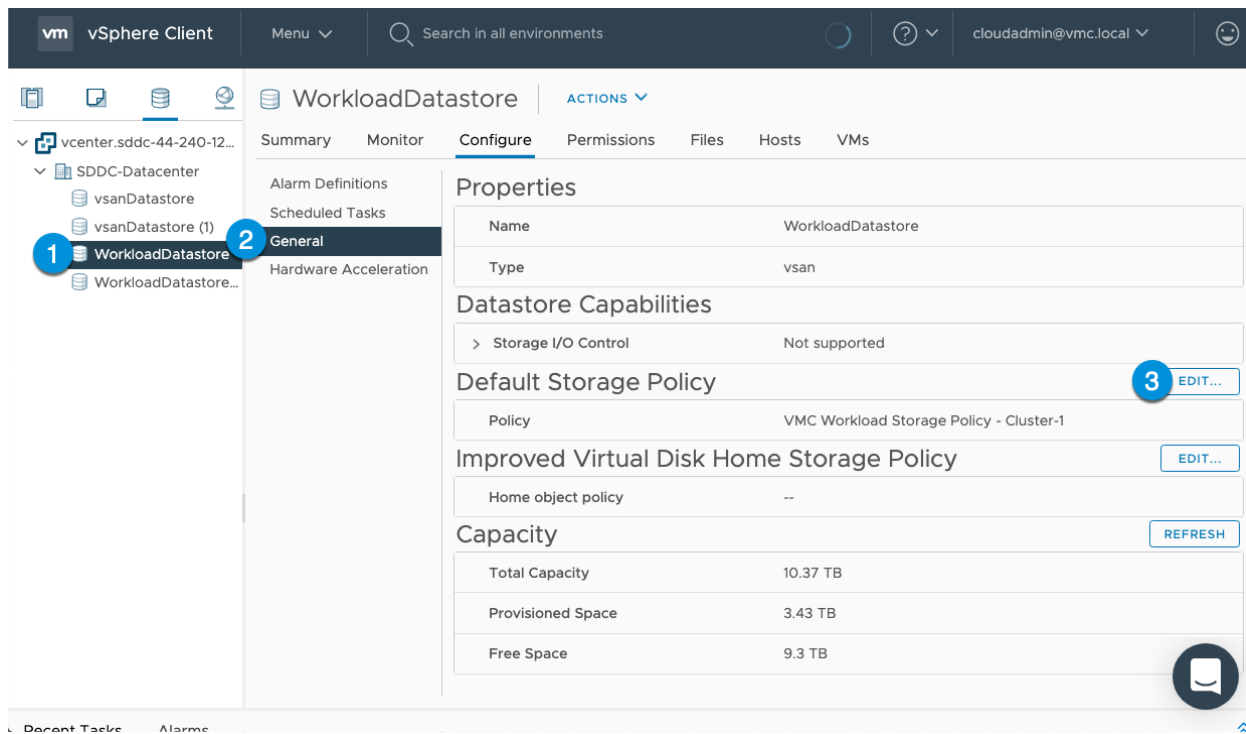 vm vSphere Client Menu Search in all environments cloudadmin@vmc.local
vcenter.sddc-44-240-12...
SDDC-Datacenter
vsanDatastore
vsanDatastore (1)
1 WorkloadDatastore
WorkloadDatastore...
WorkloadDatastore ACTIONS
Summary Monitor Configure Permissions Files Hosts VMs
Alarm Definitions
Scheduled Tasks
2 General
Hardware Acceleration
Properties
Name WorkloadDatastore
Type vsan
Datastore Capabilities
Storage I/O Control Not supported
Default Storage Policy 3 EDIT...
Policy VMC Workload Storage Policy - Cluster-1
Improved Virtual Disk Home Storage Policy EDIT...
Home object policy --
Capacity REFRESH
Total Capacity 10.37 TB
Provisioned Space 3.43 TB
Free Space 9.3 TB
Recent Tasks Alarms